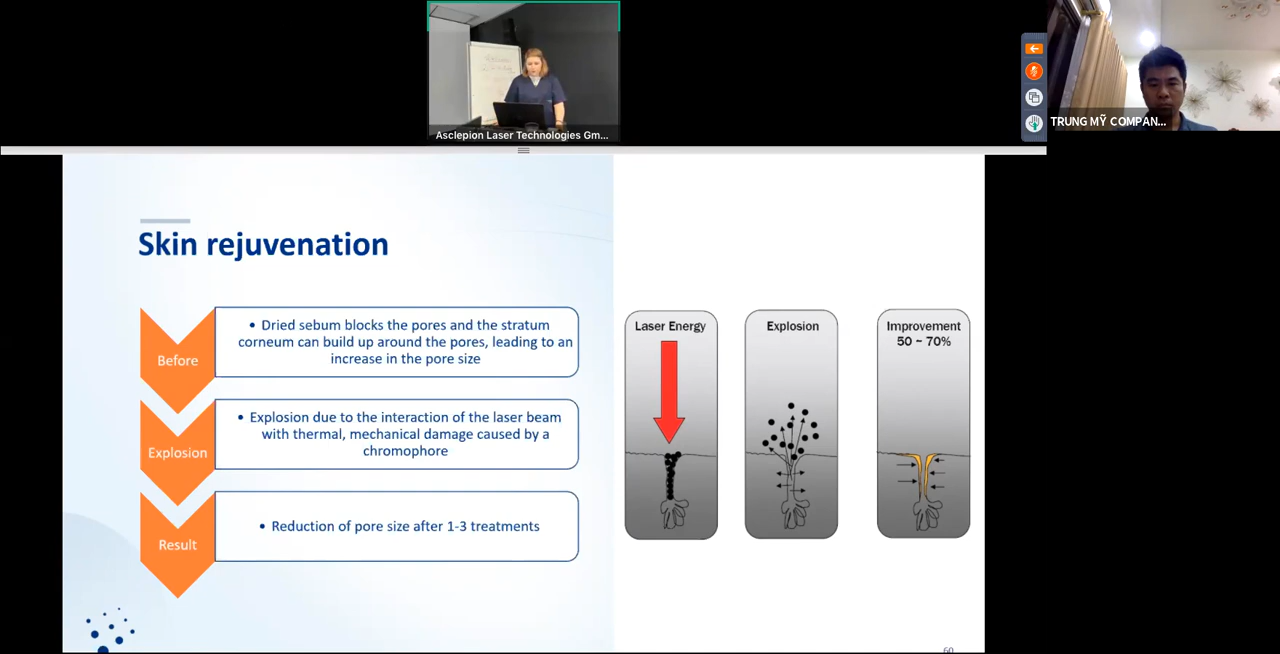 Asclepion Laser Technologies Gm...
TRUNG MỸ COMPAN...
Skin rejuvenation
Before
• Dried sebum blocks the pores and the stratum
corneum can build up around the pores, leading to an
increase in the pore size
Explosion
• Explosion due to the interaction of the laser beam
with thermal, mechanical damage caused by a
chromophore
Result
• Reduction of pore size after 1-3 treatments
Laser Energy
Explosion
Improvement
50 ~ 70%
60